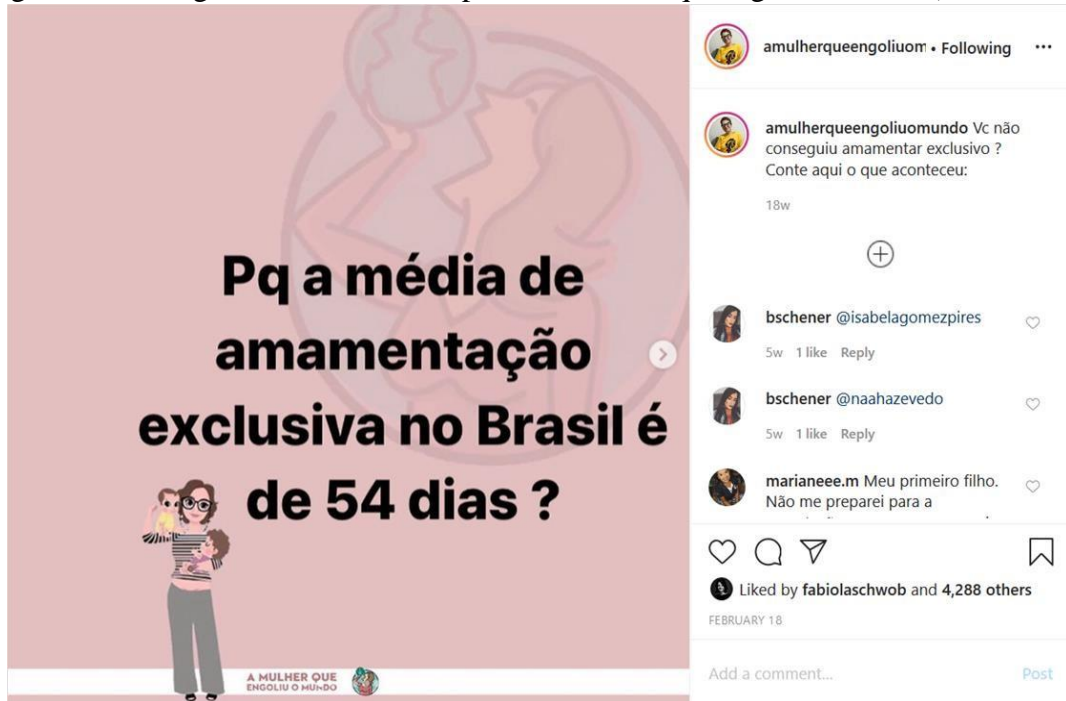 Pq a média de
amamentação
exclusiva no Brasil é
de 54 dias ?
A MULHER QUE
ENGOLIU O MUNDO
amulherqueengoliuom • Following
amulherqueengoliuomundo Vc não
conseguiu amamentar exclusivo ?
Conte aqui o que aconteceu:
18w
bschener @isabelagomezpires
5w 1 like Reply
bschener @naahazevedo
5w 1 like Reply
marianeee.m Meu primeiro filho.
Não me preparei para a
Liked by fabiolaschwob and 4,288 others
FEBRUARY 18
Add a comment... Post